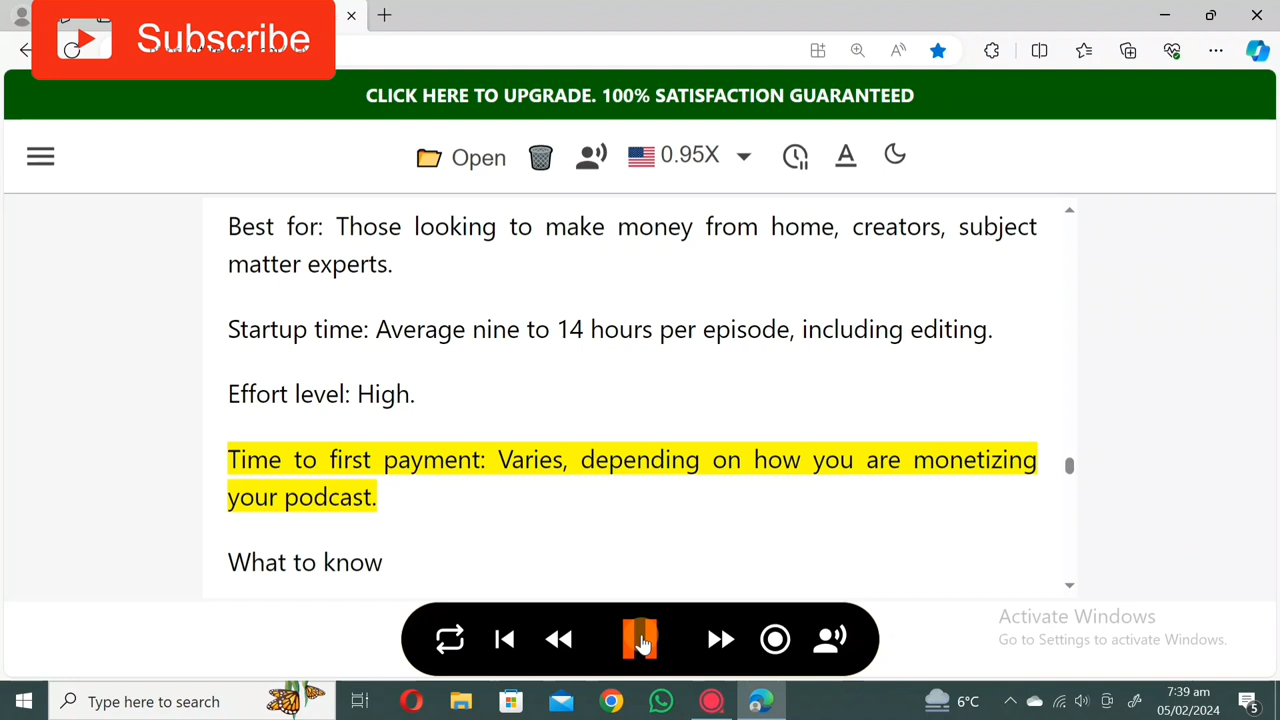 Subscribe
CLICK HERE TO UPGRADE. 100% SATISFACTION GUARANTEED
Open
0.95X
Best for: Those looking to make money from home, creators, subject
matter experts.
Startup time: Average nine to 14 hours per episode, including editing.
Effort level: High.
Time to first payment: Varies, depending on how you are monetizing
your podcast.
What to know
Activate Windows
Go to Settings to activate Windows.
Type here to search
6°C
7:39 am
05/02/2024
5